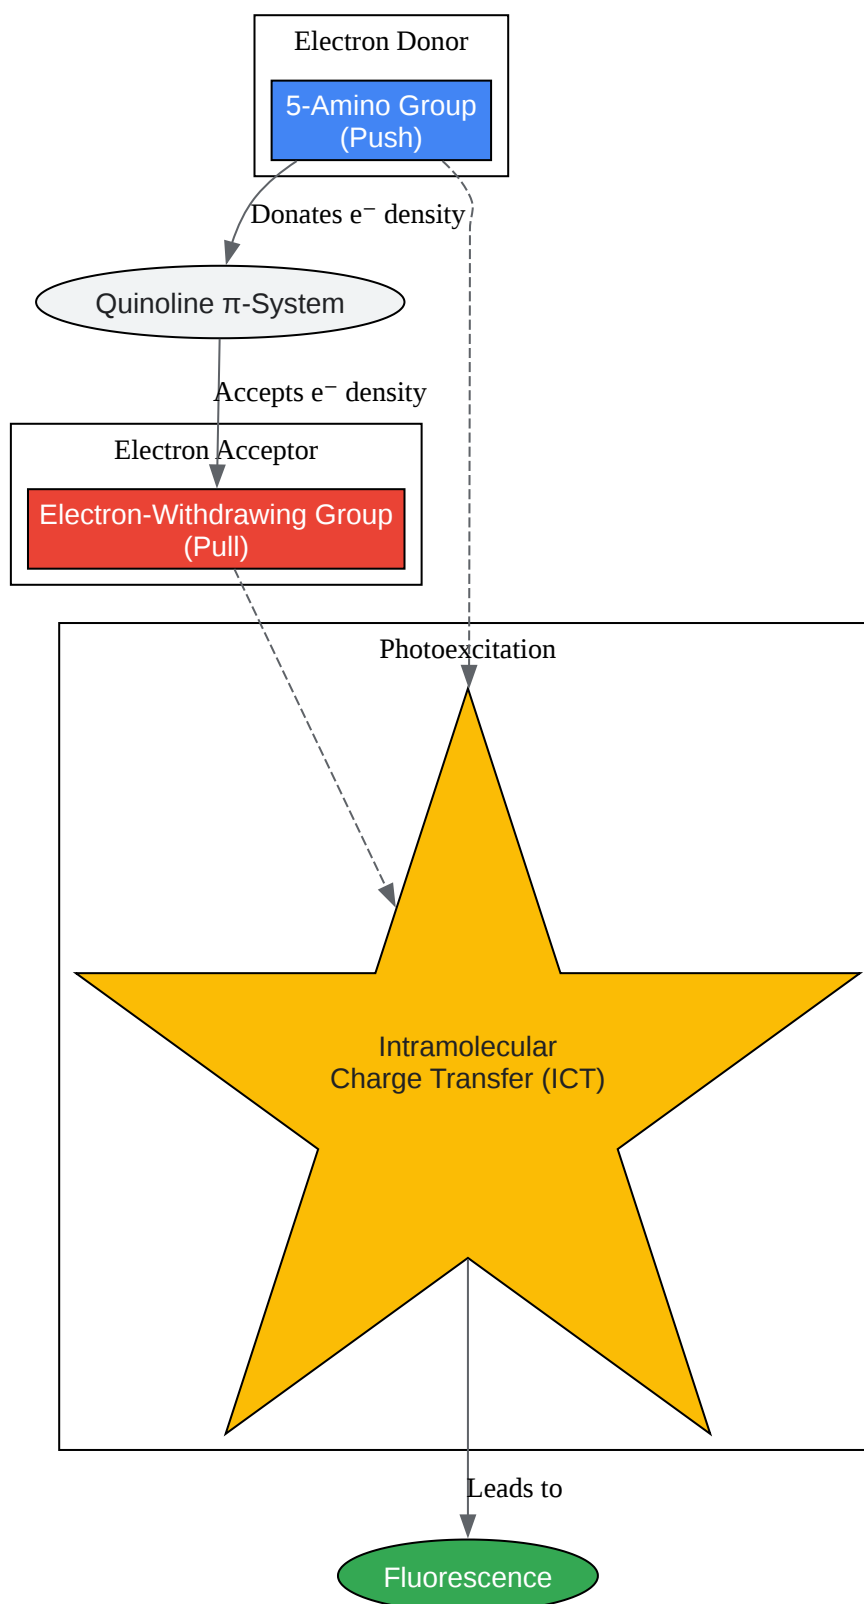 Electron Donor
5-Amino Group
(Push)
Donates e⁻ density
Quinoline π-System
Accepts e⁻ density
Electron Acceptor
Electron-Withdrawing Group
(Pull)
Photoexcitation
Intramolecular
Charge Transfer (ICT)
Leads to
Fluorescence